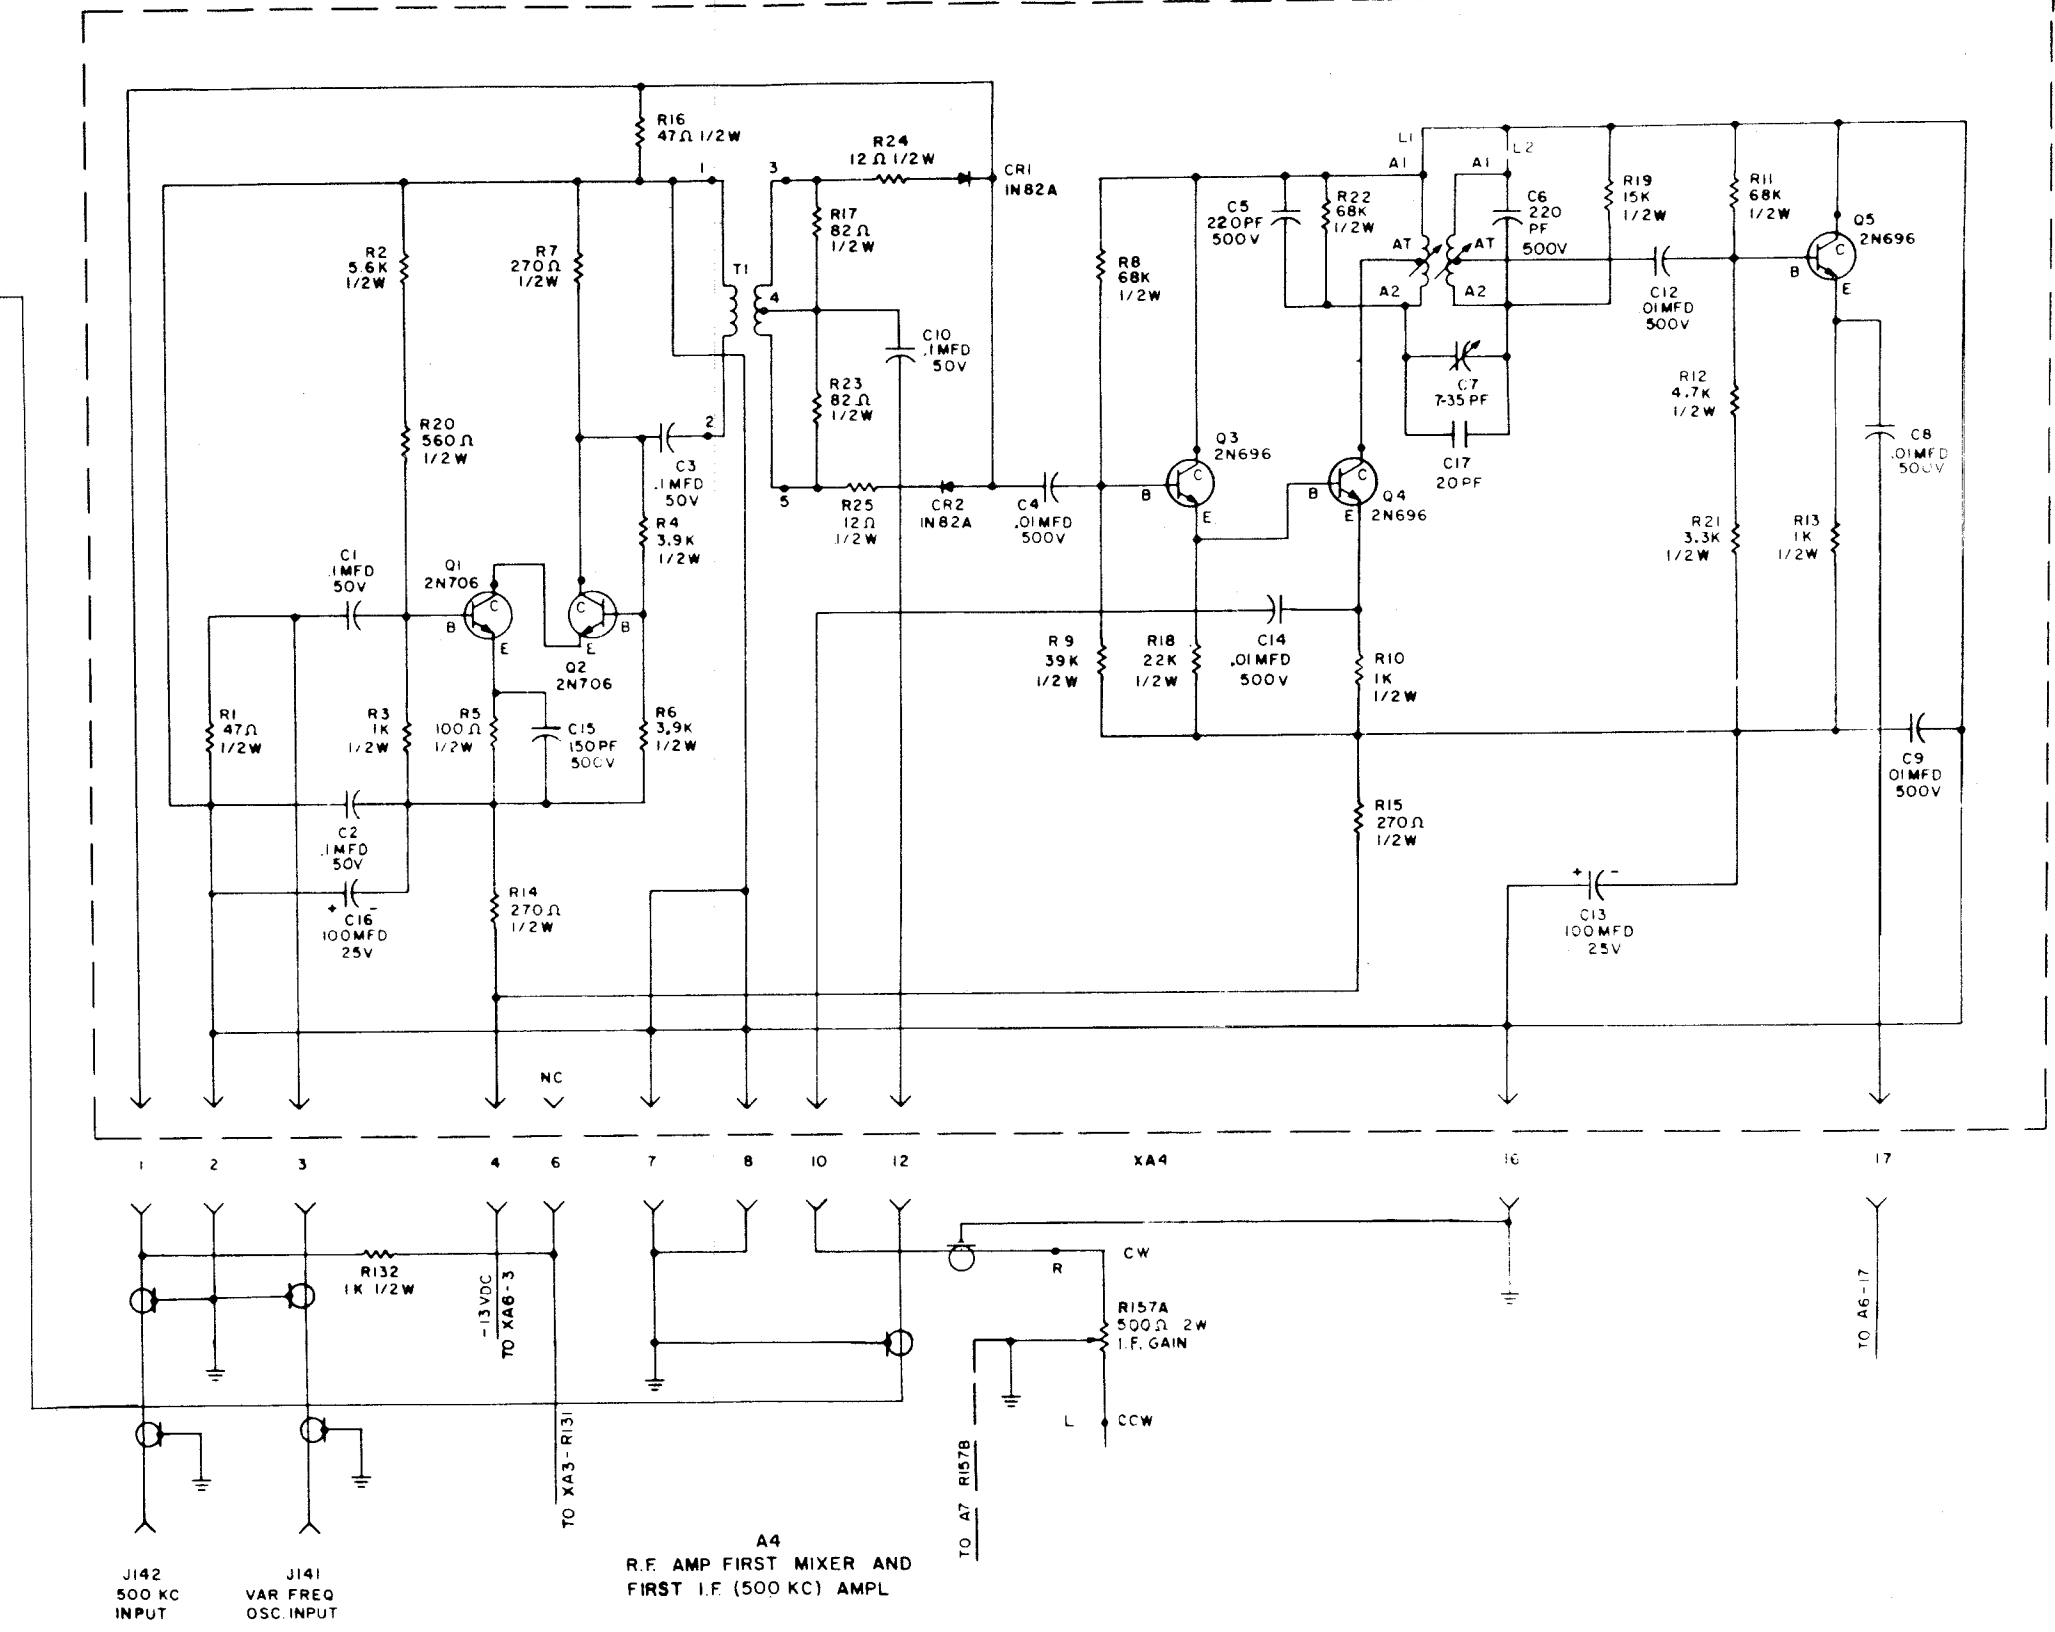 R16
47Ω 1/2W
R24
12Ω 1/2W
CR1
IN82A
1
3
R2
5.6K
1/2W
R7
270Ω
1/2W
T1
R17
82Ω
1/2W
4
C10
.1MFD
50V
R23
82Ω
1/2W
R20
560Ω
1/2W
2
C3
.1MFD
50V
5
R25
12Ω
1/2W
CR2
IN82A
C4
.01MFD
500V
R4
3.9K
1/2W
C1
.1MFD
50V
Q1
2N706
C
B
E
C
B
E
Q2
2N706
R1
47Ω
1/2W
R3
1K
1/2W
R5
100Ω
1/2W
C15
150PF
500V
R6
3.9K
1/2W
C2
.1MFD
50V
+ -
C16
100MFD
25V
R14
270Ω
1/2W
L1
L2
A1
A1
R8
68K
1/2W
C5
220PF
500V
R22
68K
1/2W
AT
AT
A2
A2
C6
220
PF
500V
R19
15K
1/2W
R11
68K
1/2W
Q5
2N696
C
B
E
C12
.01MFD
500V
C7
7-35PF
C17
20PF
R12
4.7K
1/2W
Q3
2N696
C
B
E
C
B
E
Q4
2N696
C8
.01MFD
500V
R21
3.3K
1/2W
R13
1K
1/2W
R9
39K
1/2W
R18
22K
1/2W
C14
.01MFD
500V
R10
1K
1/2W
C9
01MFD
500V
R15
270Ω
1/2W
+ -
C13
100MFD
25V
NC
1
2
3
4
6
7
8
10
12
XA4
16
17
R132
1K 1/2W
-13VDC
TO XA6-3
TO XA3-R131
R
CW
R157A
500Ω 2W
I.F. GAIN
L
CCW
TO A7 R157B
TO A6-17
J142
500 KC
INPUT
J141
VAR FREQ
OSC. INPUT
A4
R.F. AMP FIRST MIXER AND
FIRST I.F. (500 KC) AMPL